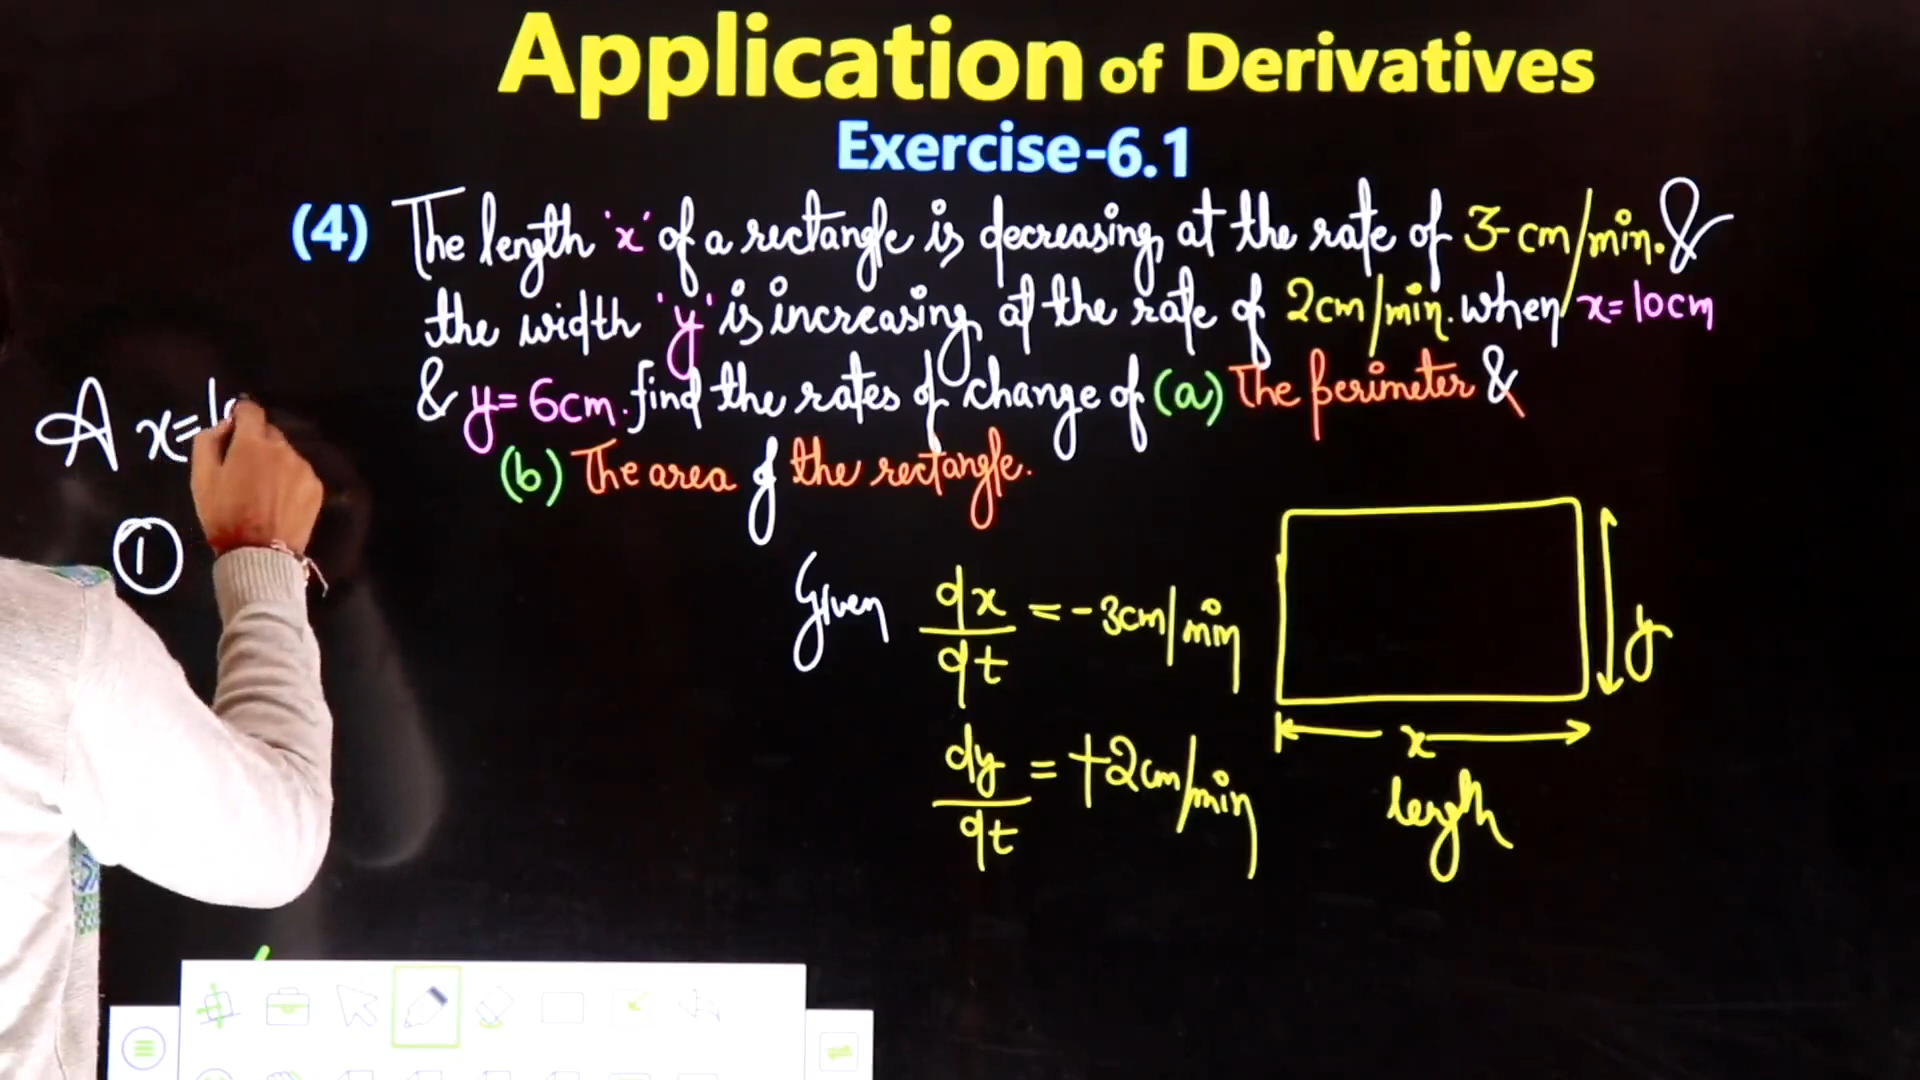 Application of Derivatives
Exercise-6.1
(4) The length 'x' of a rectangle is decreasing at the rate of 3 cm/min. &
the width 'y' is increasing at the rate of 2cm/min. when x=10cm
& y=6cm. find the rates of change of (a) The perimeter &
(b) The area of the rectangle.
A x=
1
Given dx/dt = -3cm/min
dy/dt = +2cm/min
y
x
length